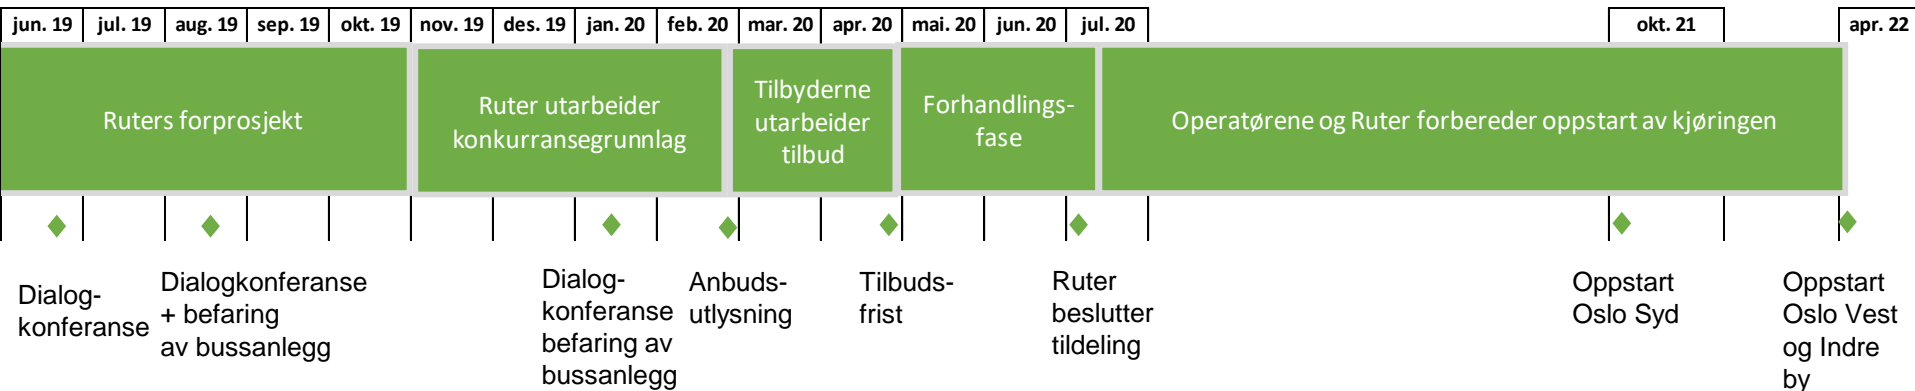 jun. 19 jul. 19 aug. 19 sep. 19 okt. 19 nov. 19 des. 19 jan. 20 feb. 20 mar. 20 apr. 20 mai. 20 jun. 20 jul. 20 okt. 21 apr. 22
Ruters forprosjekt
Ruter utarbeider
konkurransegrunnlag
Tilbyderne
utarbeider
tilbud
Forhandlings-
fase
Operatørene og Ruter forbereder oppstart av kjøringen
Dialog-
konferanse
Dialogkonferanse
+ befaring
av bussanlegg
Dialog-
konferanse
befaring av
bussanlegg
Anbuds-
utlysning
Tilbuds-
frist
Ruter
beslutter
tildeling
Oppstart
Oslo Syd
Oppstart
Oslo Vest
og Indre
by